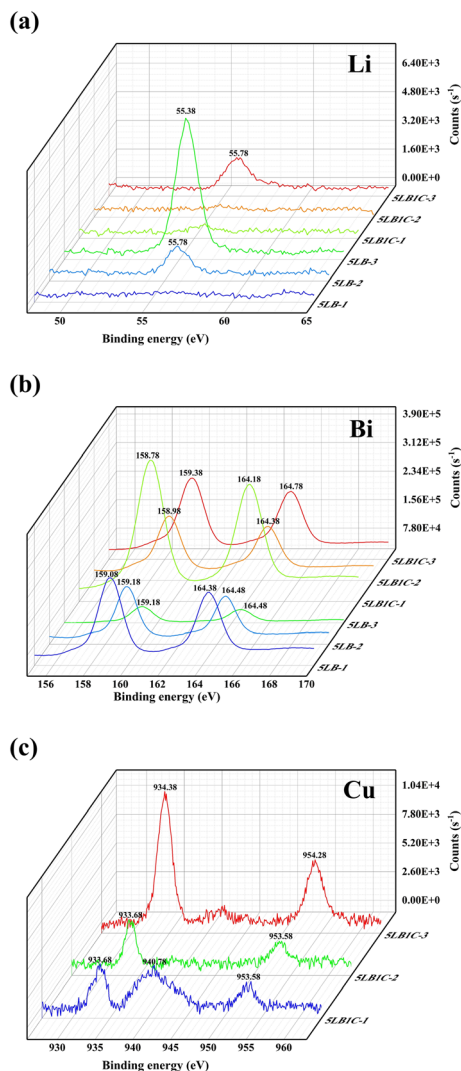 (a)
Li
6.40E+3
4.80E+3
3.20E+3
1.60E+3
0.00E+0
Counts (s-1)
55.38
55.78
55.78
5LB1C-3
5LB1C-2
5LB1C-1
5LB-3
5LB-2
5LB-1
50
55
60
65
Binding energy (eV)
(b)
Bi
3.90E+5
3.12E+5
2.34E+5
1.56E+5
7.80E+4
Counts (s-1)
158.78
159.38
164.18
164.78
158.98
164.38
159.08
159.18
159.18
164.38
164.48
164.48
5LB1C-3
5LB1C-2
5LB1C-1
5LB-3
5LB-2
5LB-1
156
158
160
162
164
166
168
170
Binding energy (eV)
(c)
Cu
1.04E+4
7.80E+3
5.20E+3
2.60E+3
0.00E+0
Counts (s-1)
934.38
954.28
933.68
953.58
933.68
940.78
953.58
5LB1C-3
5LB1C-2
5LB1C-1
930
935
940
945
950
955
960
Binding energy (eV)